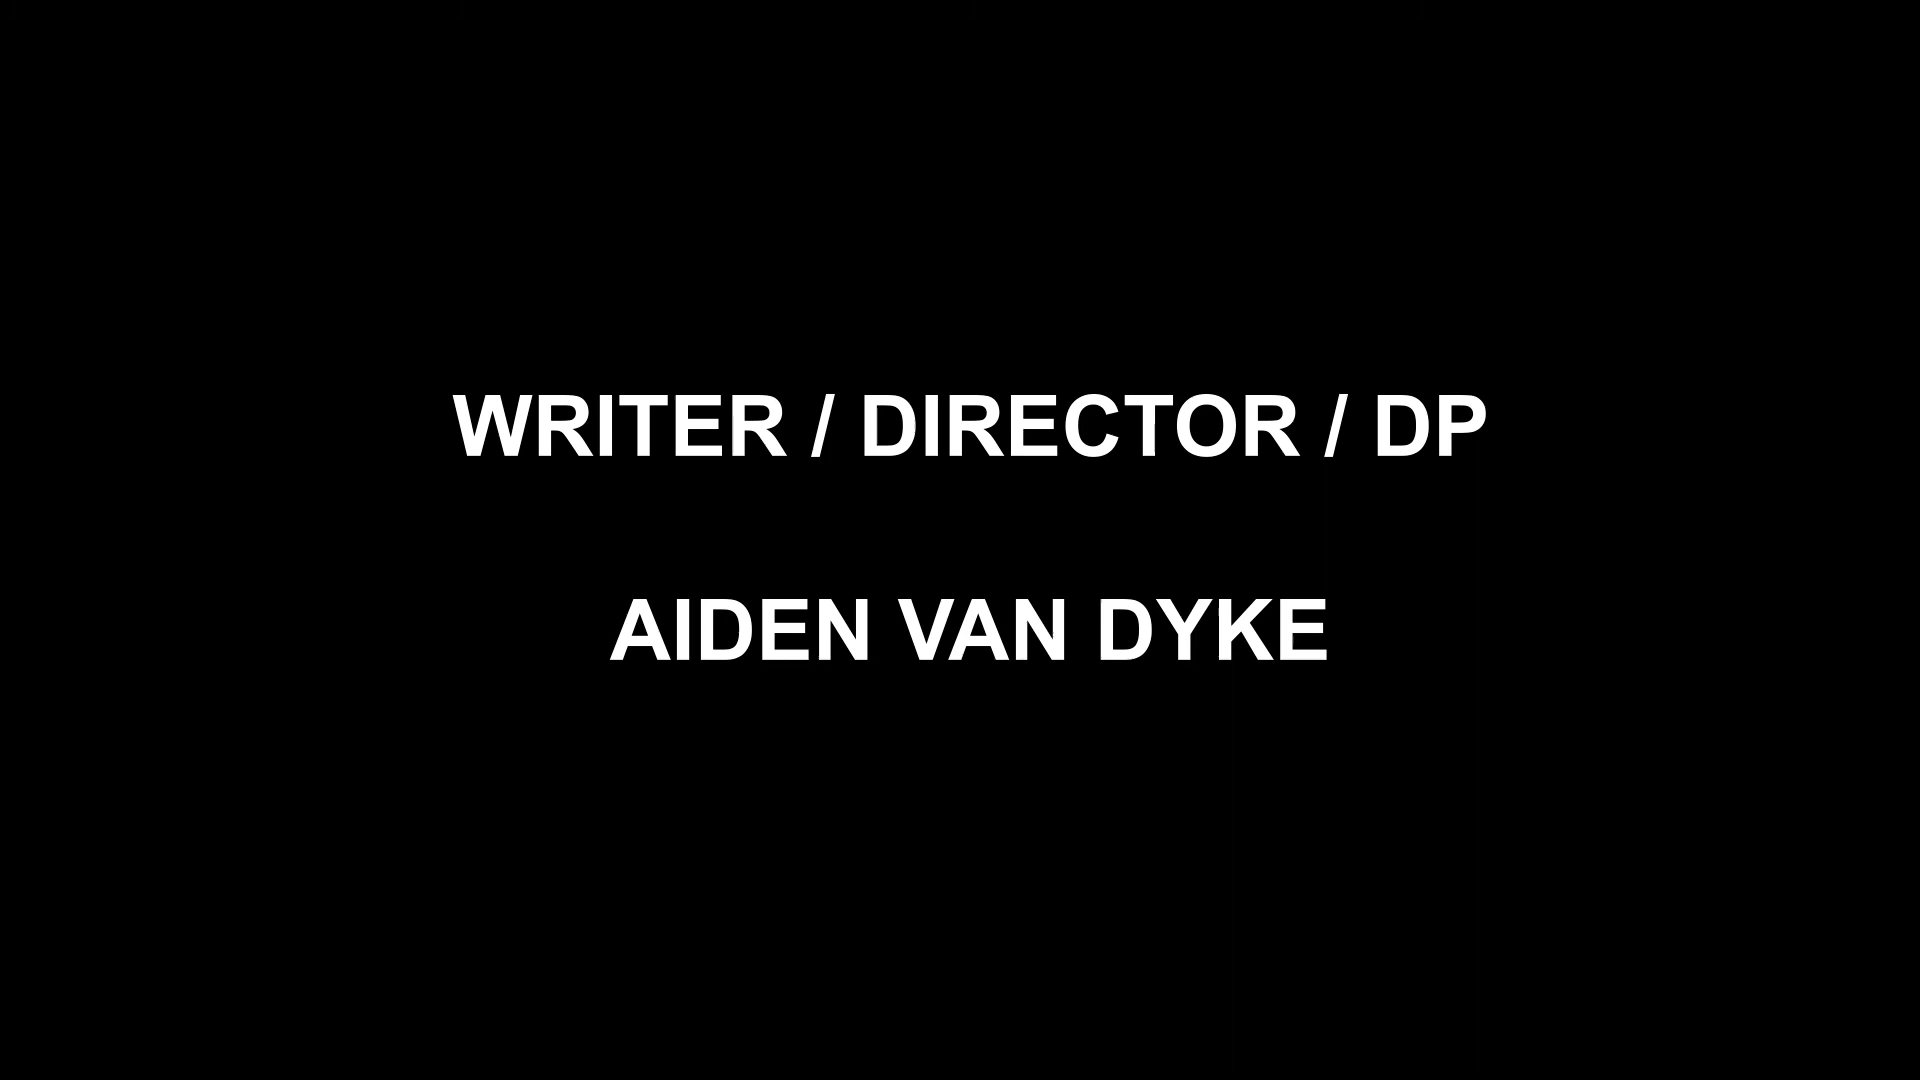 WRITER / DIRECTOR / DP
AIDEN VAN DYKE